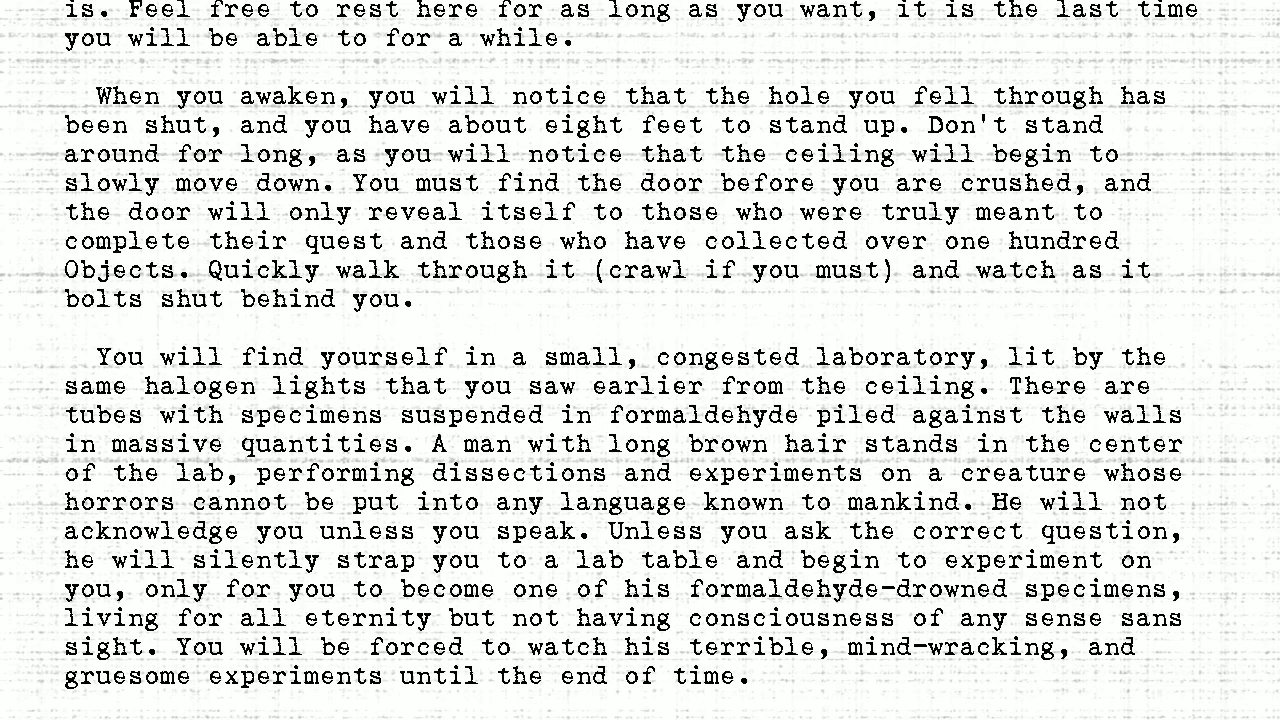 is. Feel free to rest here for as long as you want, it is the last time
you will be able to for a while.
When you awaken, you will notice that the hole you fell through has
been shut, and you have about eight feet to stand up. Don't stand
around for long, as you will notice that the ceiling will begin to
slowly move down. You must find the door before you are crushed, and
the door will only reveal itself to those who were truly meant to
complete their quest and those who have collected over one hundred
Objects. Quickly walk through it (crawl if you must) and watch as it
bolts shut behind you.
You will find yourself in a small, congested laboratory, lit by the
same halogen lights that you saw earlier from the ceiling. There are
tubes with specimens suspended in formaldehyde piled against the walls
in massive quantities. A man with long brown hair stands in the center
of the lab, performing dissections and experiments on a creature whose
horrors cannot be put into any language known to mankind. He will not
acknowledge you unless you speak. Unless you ask the correct question,
he will silently strap you to a lab table and begin to experiment on
you, only for you to become one of his formaldehyde-drowned specimens,
living for all eternity but not having consciousness of any sense sans
sight. You will be forced to watch his terrible, mind-wracking, and
gruesome experiments until the end of time.